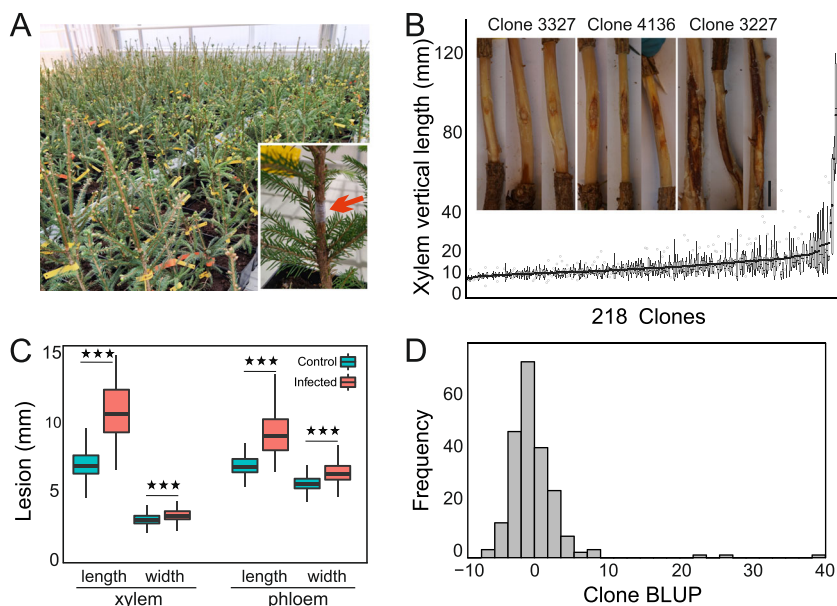 A
B
Clone 3327 Clone 4136 Clone 3227
Xylem vertical length (mm)
120
80
40
20
10
0
218 Clones
C
Lesion (mm)
15
10
5
0
★★★
★★★
★★★
★★★
Control
Infected
length width length width
xylem phloem
D
Frequency
60
40
20
0
−10 0 10 20 30 40
Clone BLUP